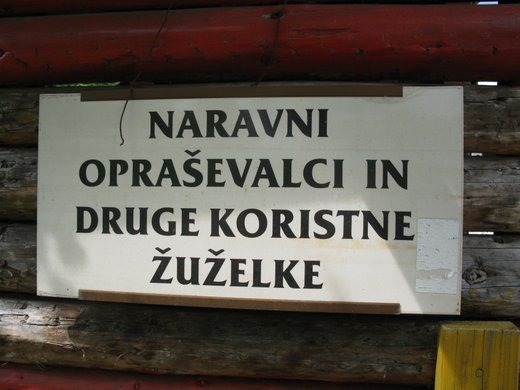 NARAVNI
OPRAŠEVALCI IN
DRUGE KORISTNE
ŽUŽELKE